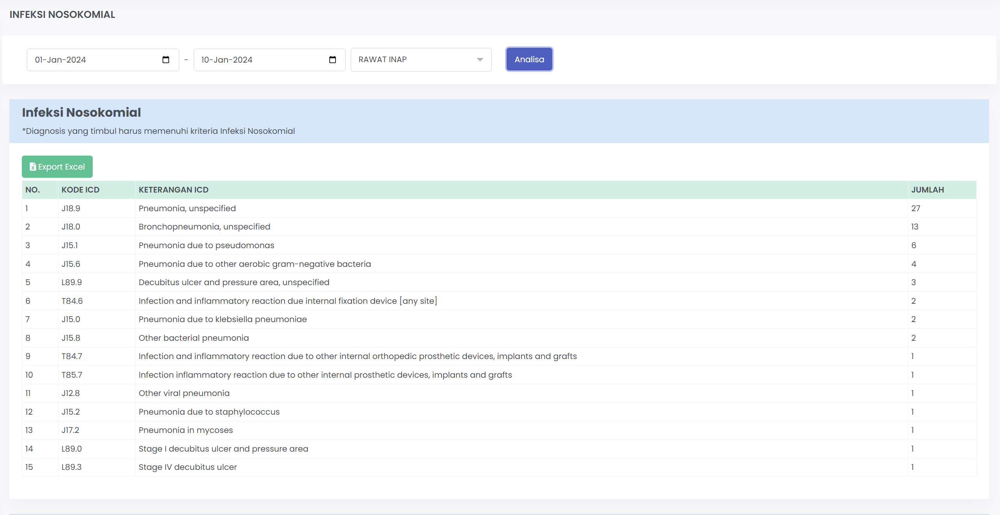 INFEKSI NOSOKOMIAL
01-Jan-2024 - 10-Jan-2024 RAWAT INAP Analisa
Infeksi Nosokomial
*Diagnosis yang timbul harus memenuhi kriteria Infeksi Nosokomial
Export Excel
NO. KODE ICD KETERANGAN ICD JUMLAH
1 J18.9 Pneumonia, unspecified 27
2 J18.0 Bronchopneumonia, unspecified 13
3 J15.1 Pneumonia due to pseudomonas 6
4 J15.6 Pneumonia due to other aerobic gram-negative bacteria 4
5 L89.9 Decubitus ulcer and pressure area, unspecified 3
6 T84.6 Infection and inflammatory reaction due internal fixation device [any site] 2
7 J15.0 Pneumonia due to klebsiella pneumoniae 2
8 J15.8 Other bacterial pneumonia 2
9 T84.7 Infection and inflammatory reaction due to other internal orthopedic prosthetic devices, implants and grafts 1
10 T85.7 Infection inflammatory reaction due to other internal prosthetic devices, implants and grafts 1
11 J12.8 Other viral pneumonia 1
12 J15.2 Pneumonia due to staphylococcus 1
13 J17.2 Pneumonia in mycoses 1
14 L89.0 Stage I decubitus ulcer and pressure area 1
15 L89.3 Stage IV decubitus ulcer 1